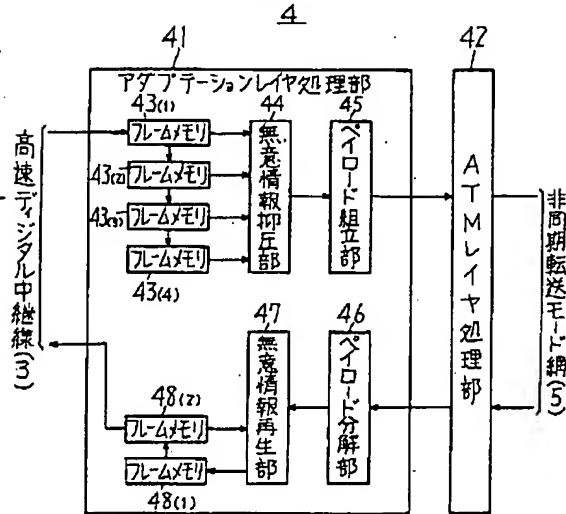 4
41
42
アダプテーションレイヤ処理部
43(1)
フレームメモリ
43(2)
フレームメモリ
43(3)
フレームメモリ
フレームメモリ
43(4)
44
無意情報抑圧部
45
ペイロード組立部
ATMレイヤ処理部
高速ディジタル中継線(3)
非同期転送モード網(5)
47
無意情報再生部
46
ペイロード分解部
48(2)
フレームメモリ
フレームメモリ
48(1)